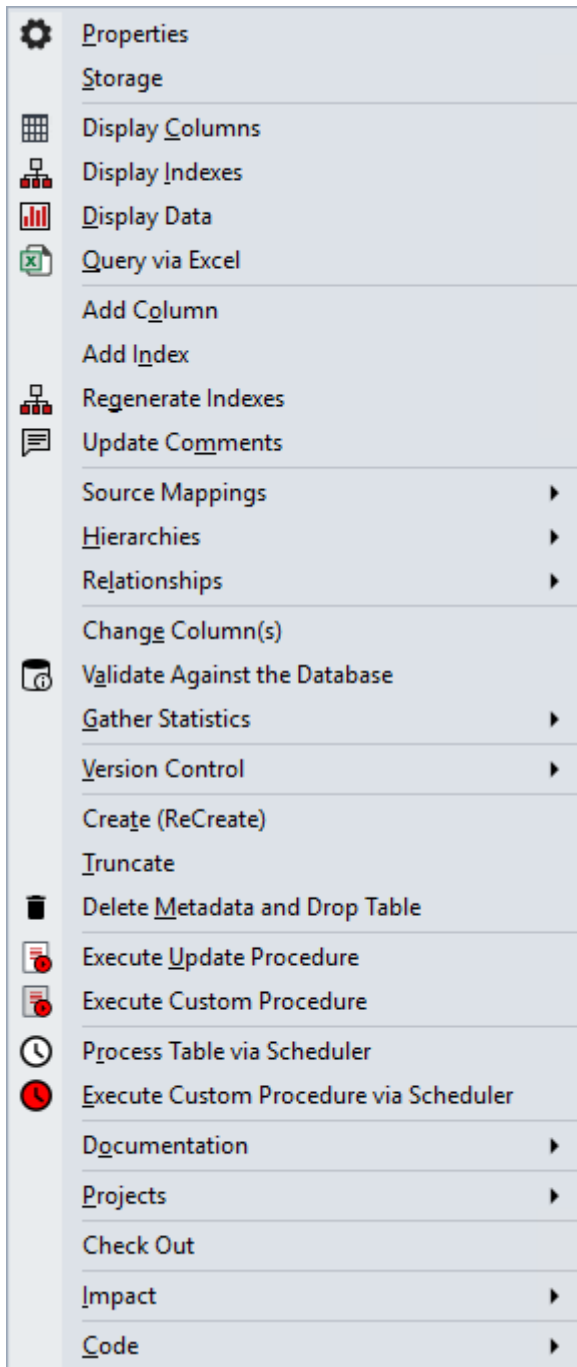 Properties
Storage
Display Columns
Display Indexes
Display Data
Query via Excel
Add Column
Add Index
Regenerate Indexes
Update Comments
Source Mappings
Hierarchies
Relationships
Change Column(s)
Validate Against the Database
Gather Statistics
Version Control
Create (ReCreate)
Truncate
Delete Metadata and Drop Table
Execute Update Procedure
Execute Custom Procedure
Process Table via Scheduler
Execute Custom Procedure via Scheduler
Documentation
Projects
Check Out
Impact
Code